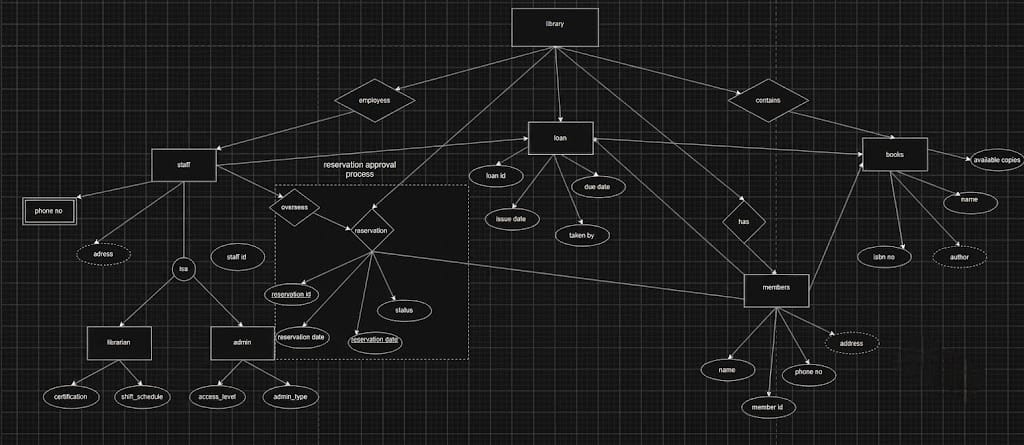 library
employess
contains
loan
staff
reservation approval
process
books
available copies
loan id
due date
name
phone no
oversees
issue date
has
reservation
taken by
adress
staff id
isbn no
author
isa
members
reservation id
status
librarian
admin
reservation date
reservation date
address
name
phone no
certification
shift_schedule
access_level
admin_type
member id